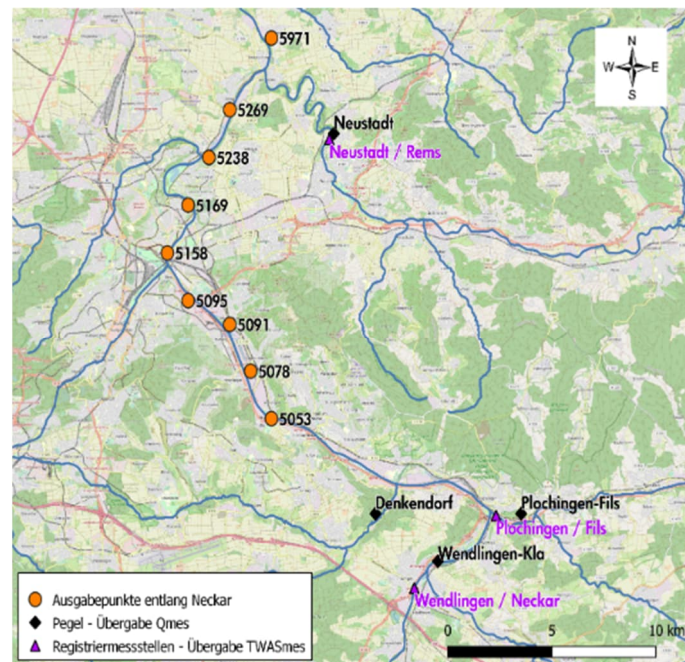 5971
N
W E
S
5269
Neustadt
Neustadt / Rems
5238
5169
5158
5095
5091
5078
5053
Denkendorf
Plochingen-Fils
Plochingen / Fils
Wendlingen-Kla
Wendlingen / Neckar
Ausgabepunkte entlang Neckar
Pegel - Übergabe Qmes
Registriermessstellen - Übergabe TWASmes
0 5 10 km